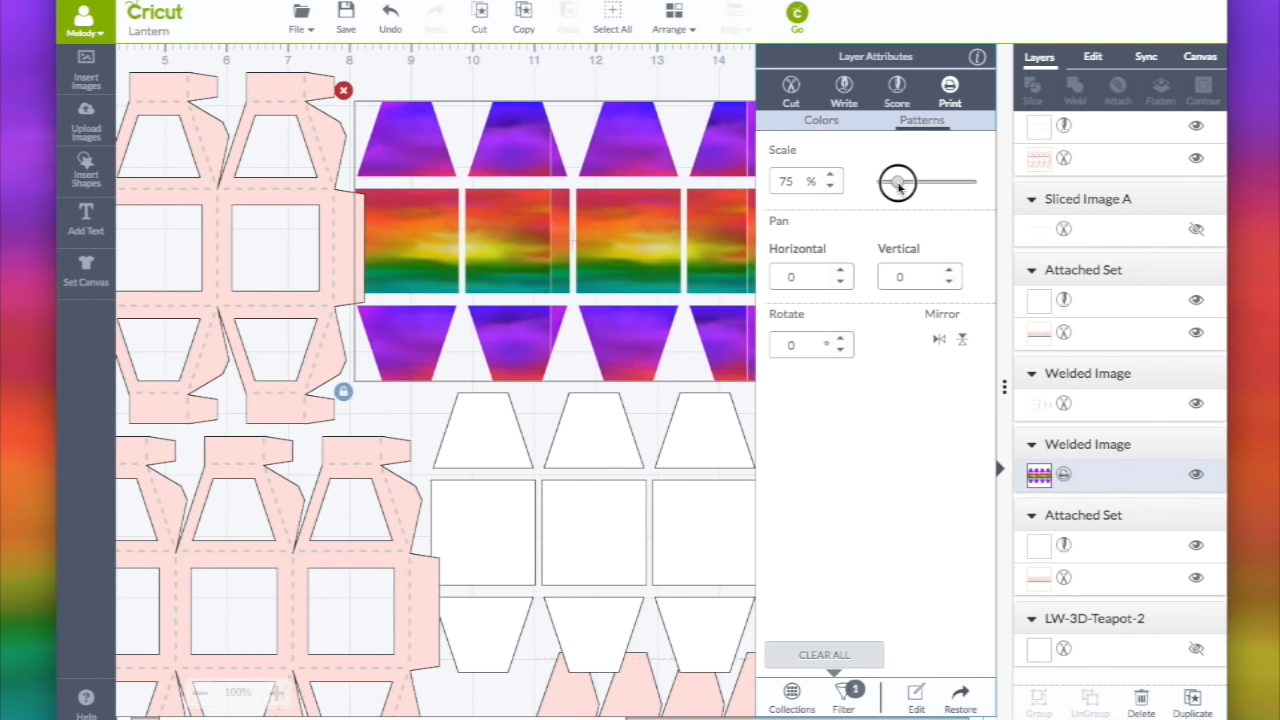 Melody
Cricut
Lantern
File
Save
Undo
Redo
Cut
Copy
Paste
Select All
Arrange
Align
C
Go
Insert
Images
Upload
Images
Insert
Shapes
T
Add Text
Set Canvas
Help
5 6 7 8 9 10 11 12 13 14
100%
Layer Attributes
Cut
Write
Score
Print
Colors
Patterns
Scale
75 %
Pan
Horizontal
Vertical
0
0
Rotate
Mirror
0 °
CLEAR ALL
Collections
1
Filter
Edit
Restore
Layers
Edit
Sync
Canvas
Slice
Weld
Attach
Flatten
Contour
Sliced Image A
Attached Set
Welded Image
Welded Image
Attached Set
LW-3D-Teapot-2
Group
UnGroup
Delete
Duplicate